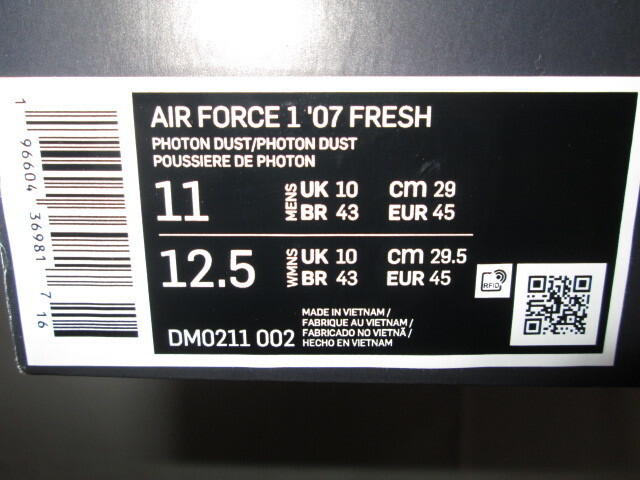 AIR FORCE 1 '07 FRESH
PHOTON DUST/PHOTON DUST
POUSSIERE DE PHOTON
11 MENS UK 10 cm 29
BR 43 EUR 45
12.5 WMNS UK 10 cm 29.5
BR 43 EUR 45
RFID
DM0211 002
MADE IN VIETNAM /
FABRIQUE AU VIETNAM /
FABRICADO NO VIETNÃ /
HECHO EN VIETNAM
1 96604 36981 7 16